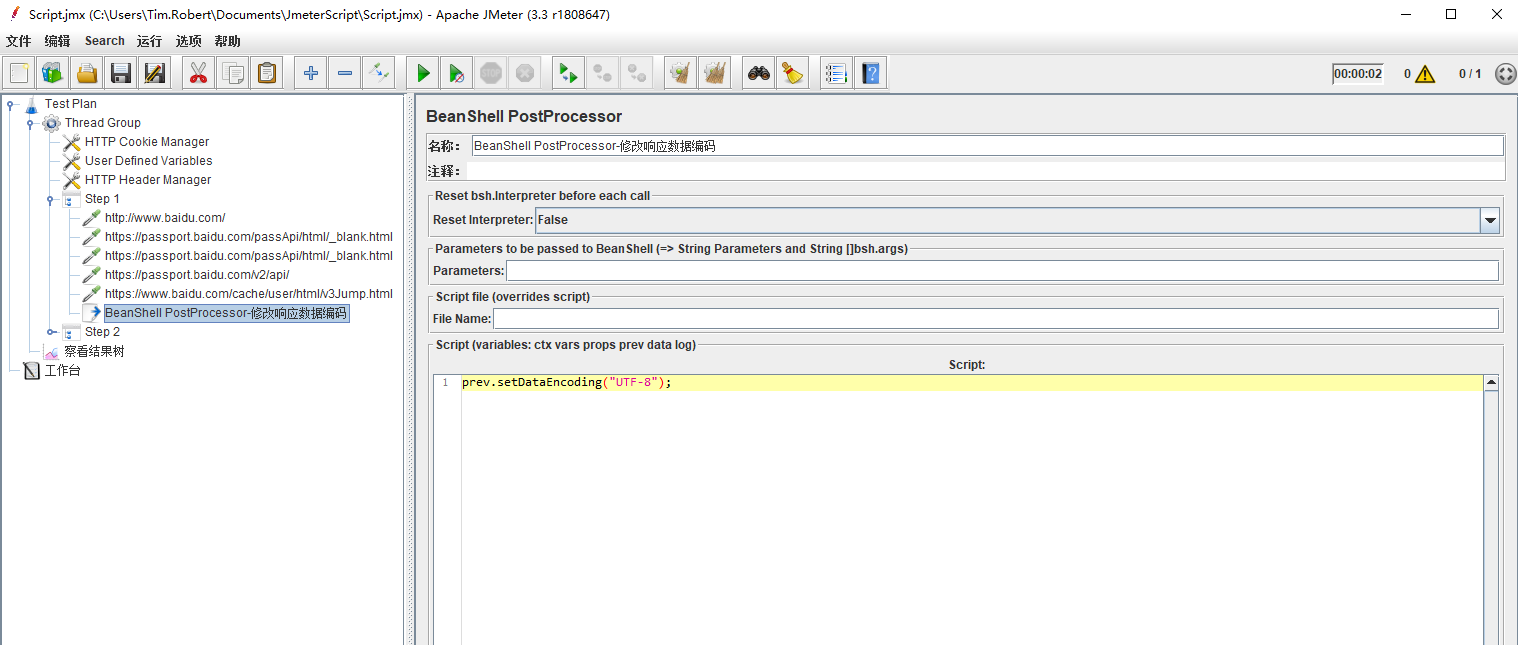 Script.jmx (C:\Users\Tim.Robert\Documents\JmeterScript\Script.jmx) - Apache JMeter (3.3 r1808647)
文件 编辑 Search 运行 选项 帮助
STOP
00:00:02 0 0 / 1
Test Plan
Thread Group
HTTP Cookie Manager
User Defined Variables
HTTP Header Manager
Step 1
http://www.baidu.com/
https://passport.baidu.com/passApi/html/_blank.html
https://passport.baidu.com/passApi/html/_blank.html
https://passport.baidu.com/v2/api/
https://www.baidu.com/cache/user/html/v3Jump.html
BeanShell PostProcessor-修改响应数据编码
Step 2
察看结果树
工作台
BeanShell PostProcessor
名称： BeanShell PostProcessor-修改响应数据编码
注释：
Reset bsh.Interpreter before each call
Reset Interpreter: False
Parameters to be passed to BeanShell (=> String Parameters and String []bsh.args)
Parameters:
Script file (overrides script)
File Name:
Script (variables: ctx vars props prev data log)
Script:
1 prev.setDataEncoding("UTF-8");